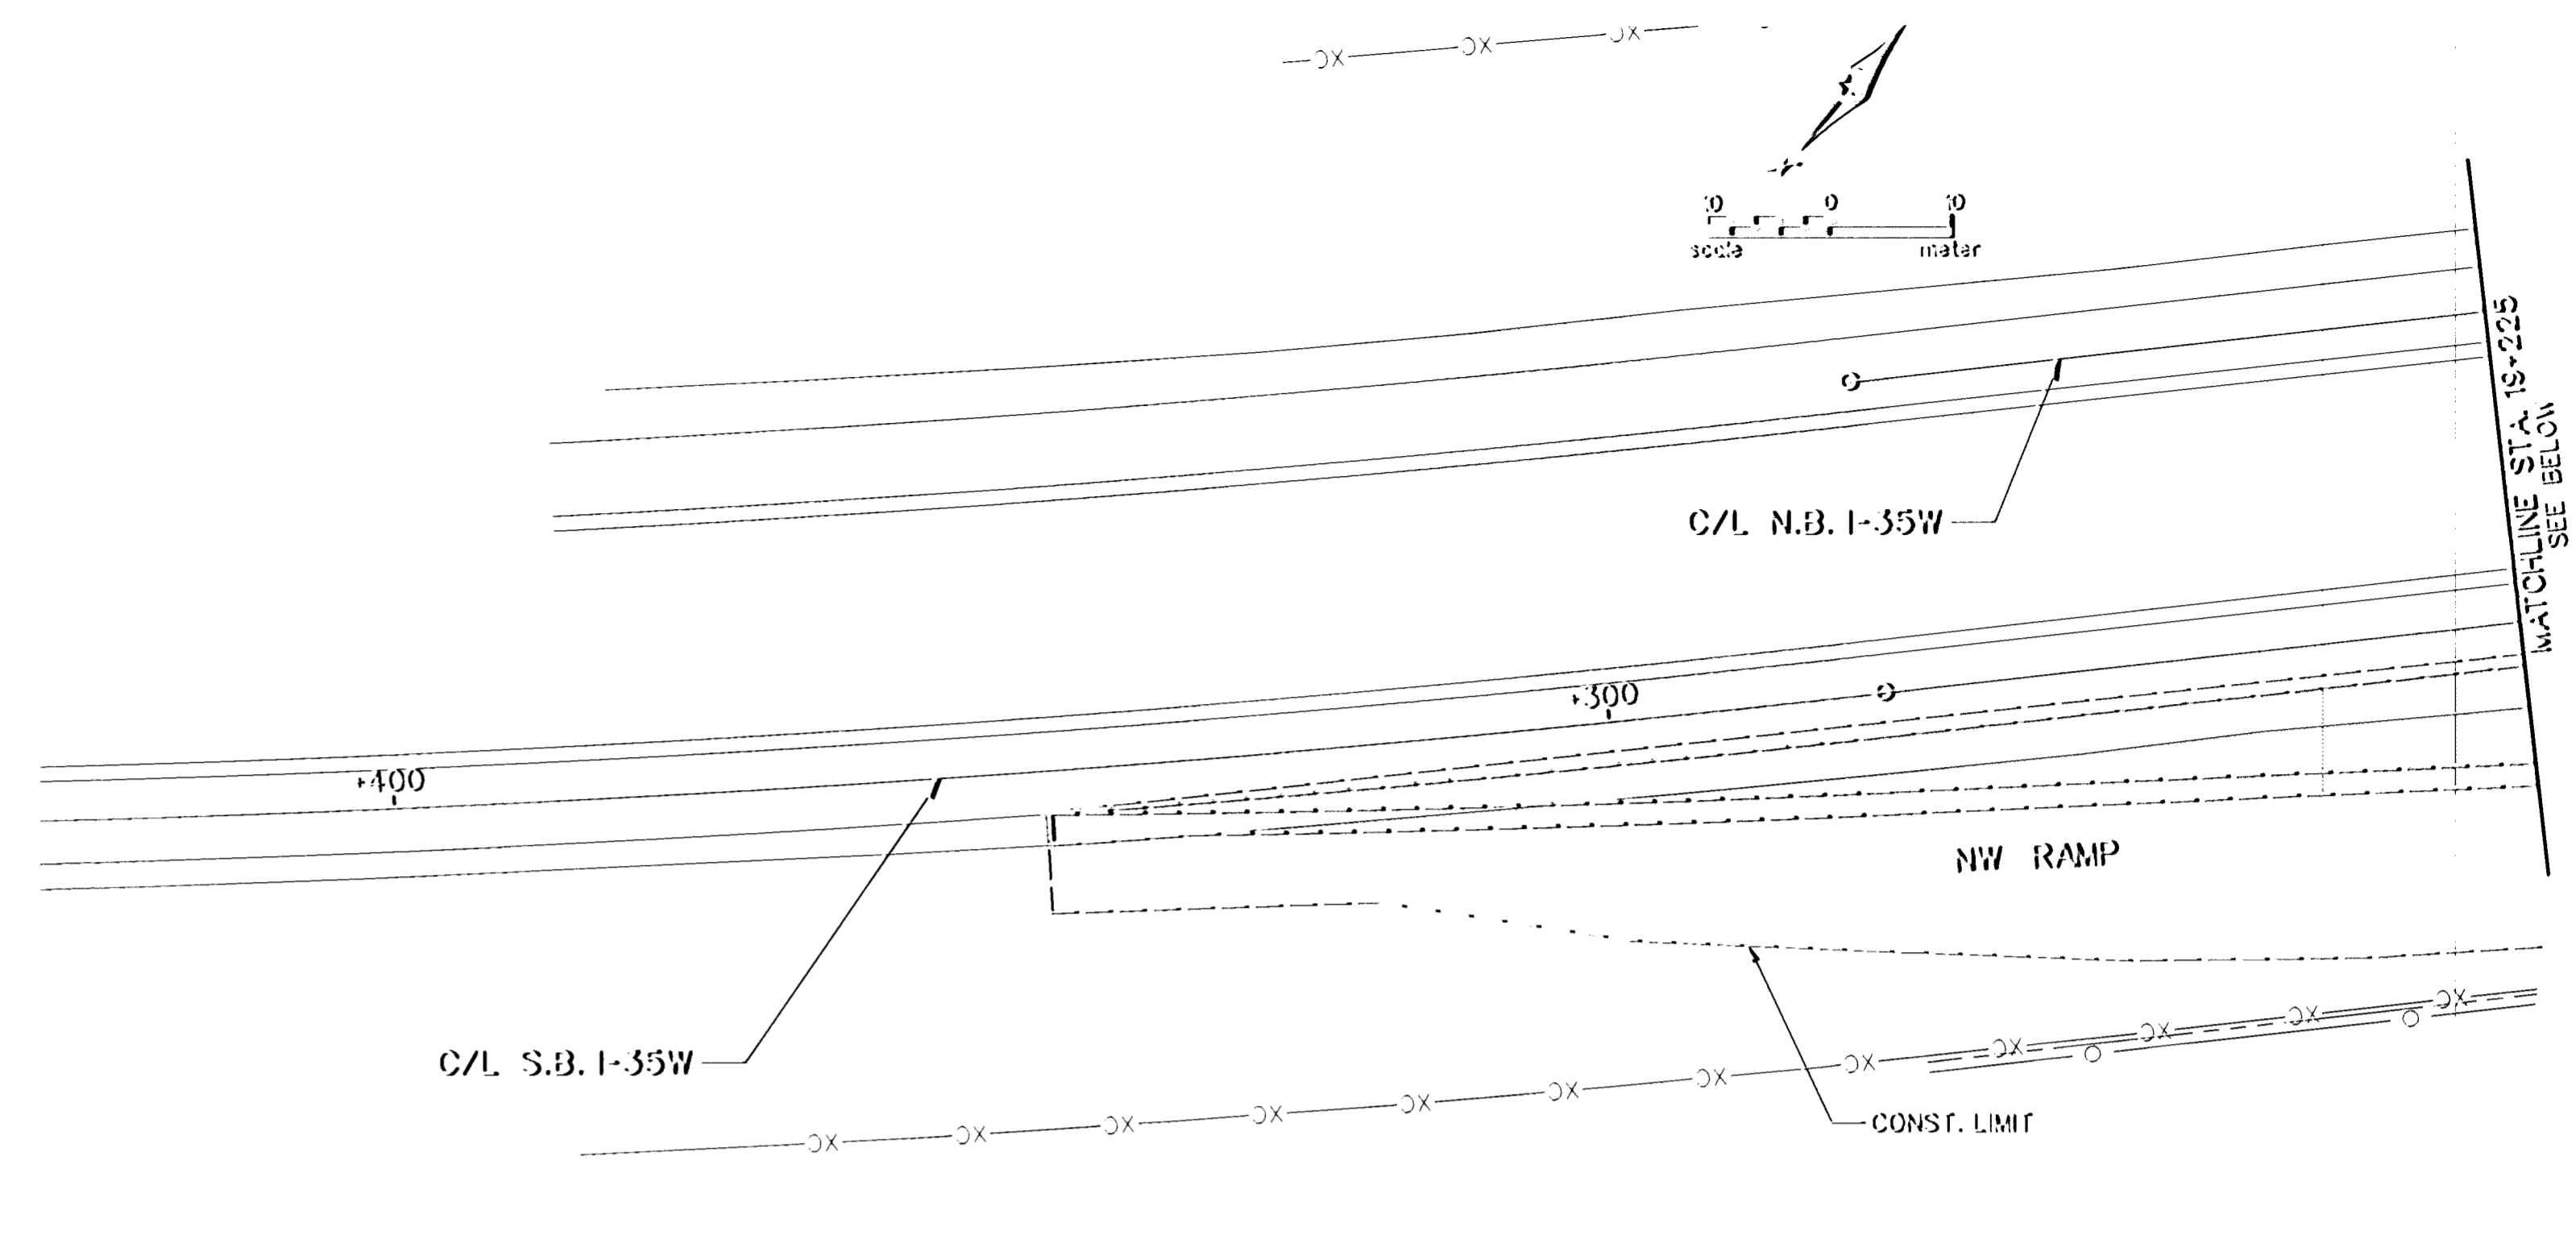 10 0 10
scale meter
MATCHLINE STA. 19+225
SEE BELOW
C/L N.B. I-35W
+300
+400
NW RAMP
C/L S.B. I-35W
CONST. LIMIT